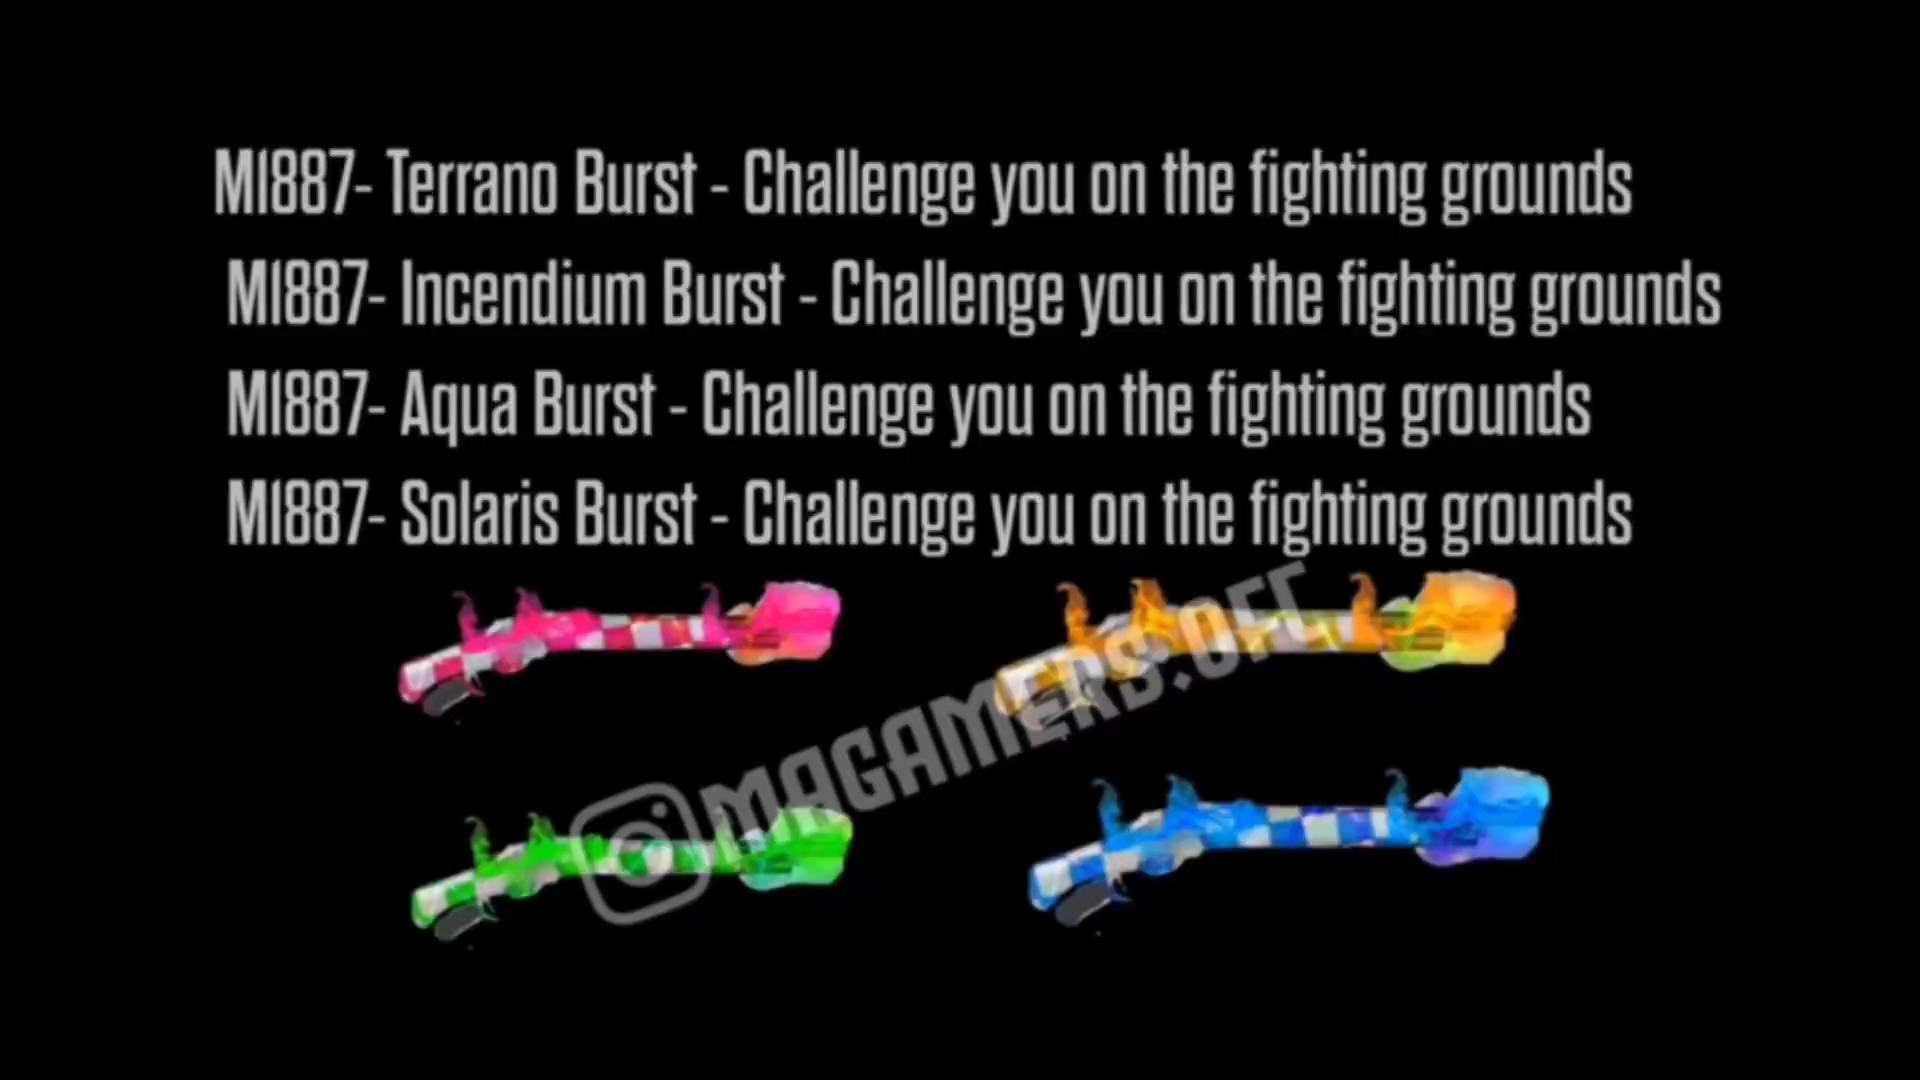 M1887- Terrano Burst - Challenge you on the fighting grounds
M1887- Incendium Burst - Challenge you on the fighting grounds
M1887- Aqua Burst - Challenge you on the fighting grounds
M1887- Solaris Burst - Challenge you on the fighting grounds
MAGAMERS.OFC